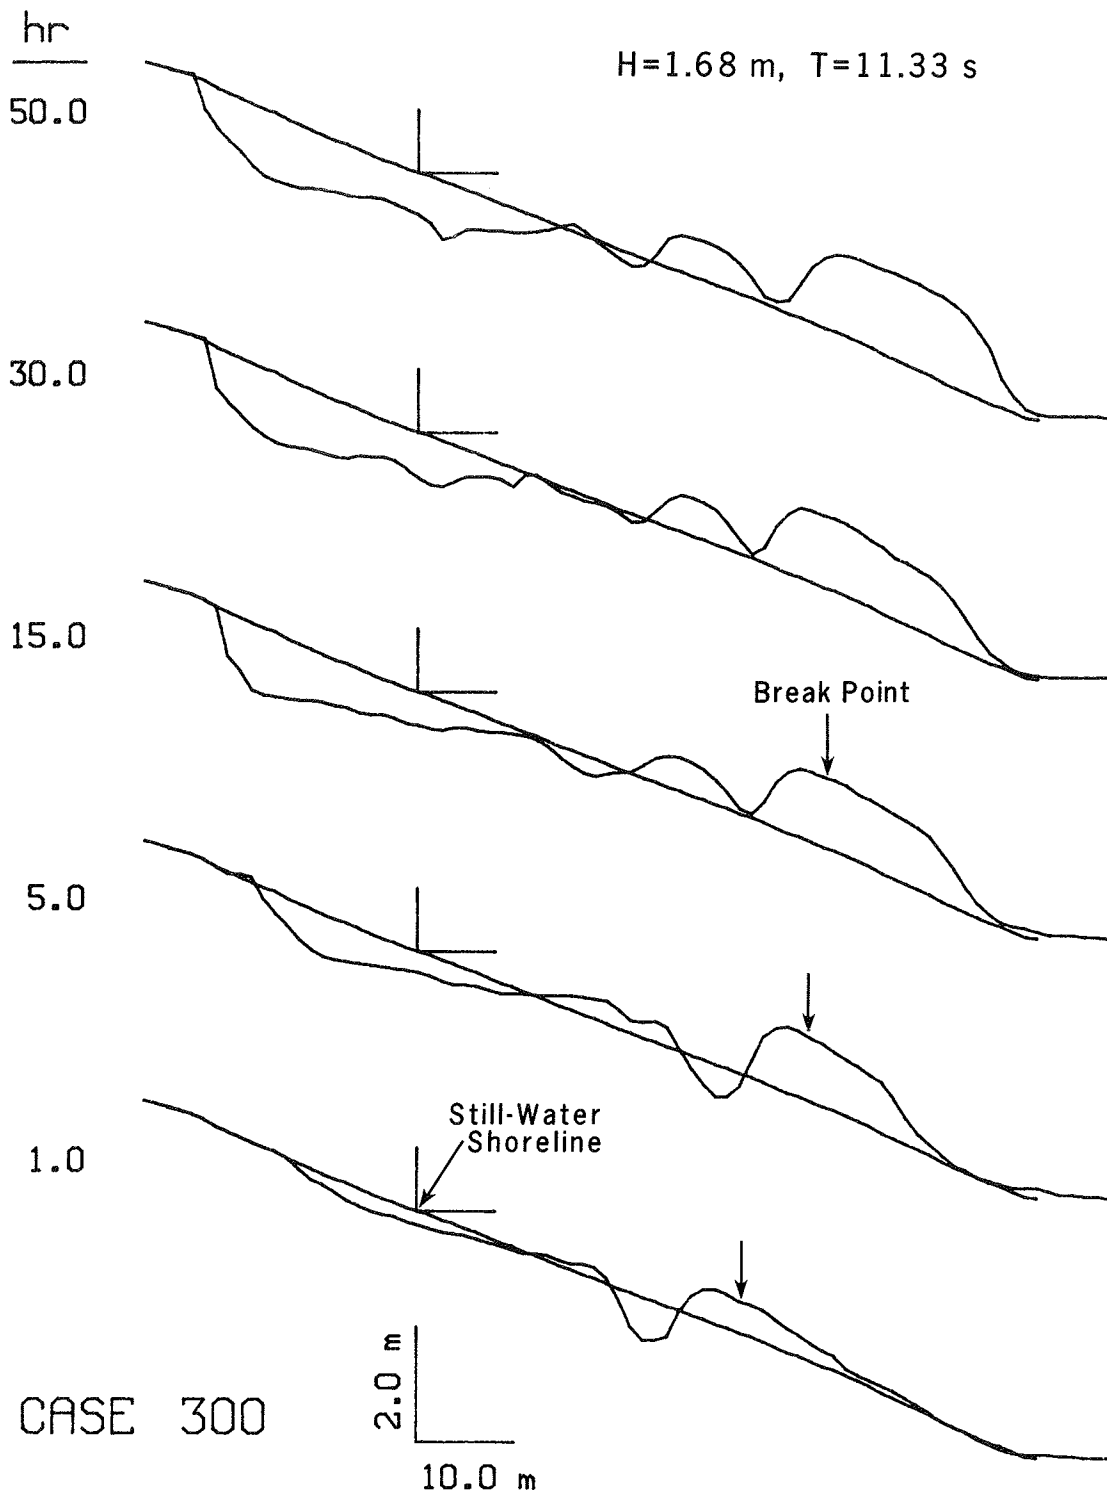 hr
H=1.68 m, T=11.33 s
50.0
30.0
15.0
Break Point
5.0
Still-Water
Shoreline
1.0
2.0 m
CASE 300
10.0 m